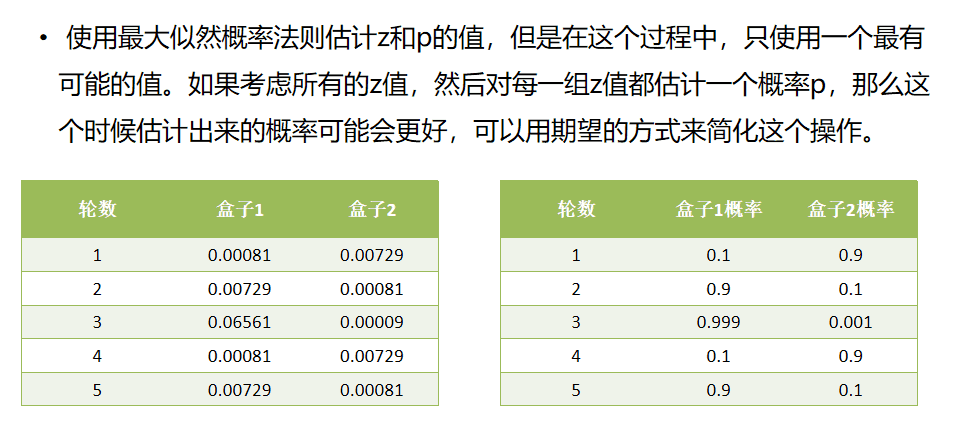 • 使用最大似然概率法则估计z和p的值，但是在这个过程中，只使用一个最有
可能的值。如果考虑所有的z值，然后对每一组z值都估计一个概率p，那么这
个时候估计出来的概率可能会更好，可以用期望的方式来简化这个操作。
轮数 盒子1 盒子2
1 0.00081 0.00729
2 0.00729 0.00081
3 0.06561 0.00009
4 0.00081 0.00729
5 0.00729 0.00081
轮数 盒子1概率 盒子2概率
1 0.1 0.9
2 0.9 0.1
3 0.999 0.001
4 0.1 0.9
5 0.9 0.1